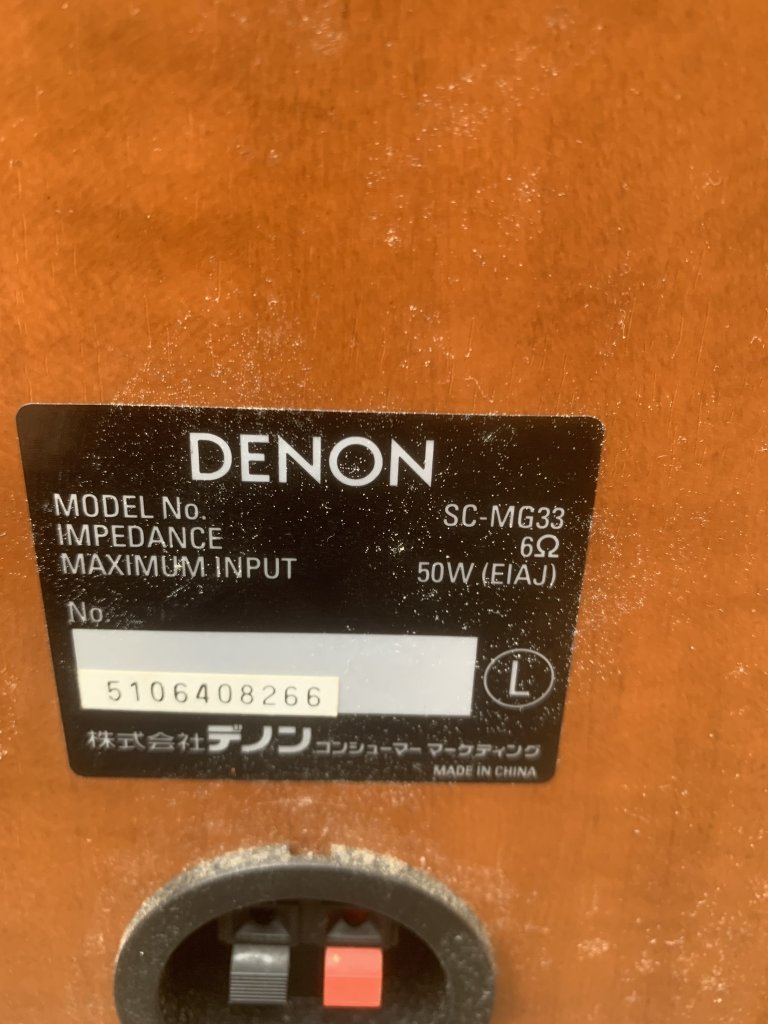 DENON
MODEL No. SC-MG33
IMPEDANCE 6Ω
MAXIMUM INPUT 50W (EIAJ)
No.
5106408266
L
株式会社デノン コンシューマー マーケティング
MADE IN CHINA